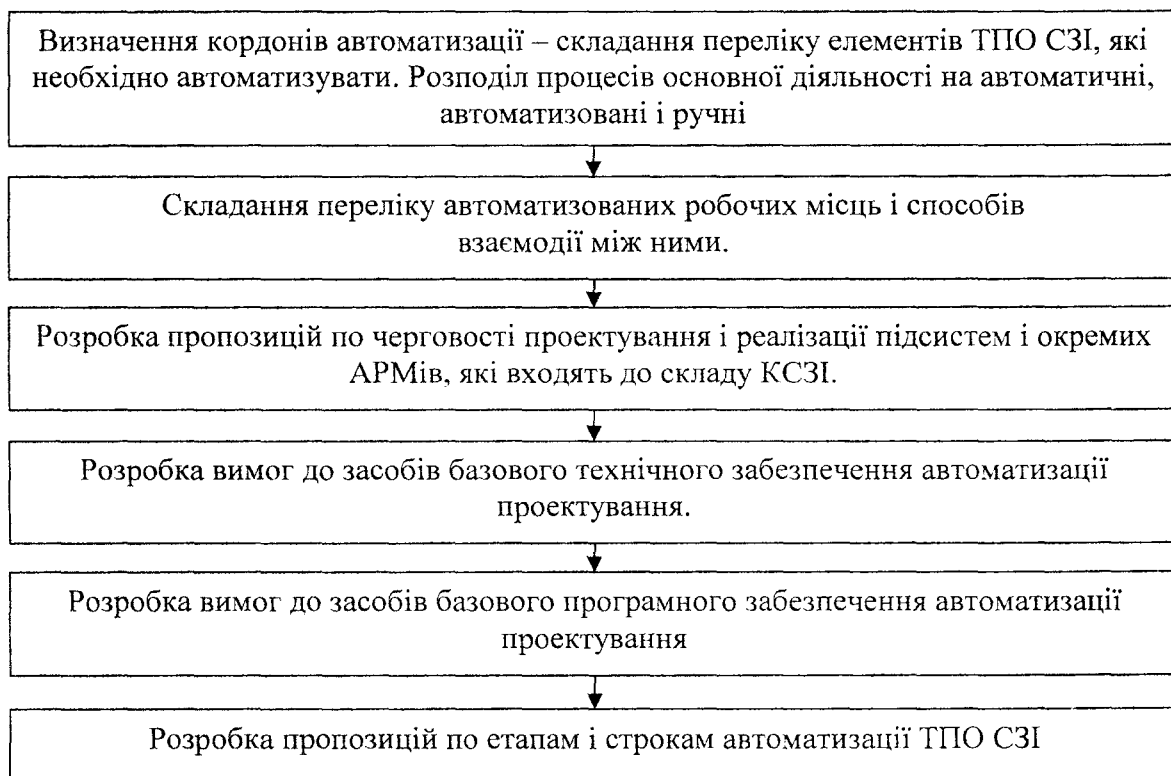 Визначення кордонів автоматизації – складання переліку елементів ТПО СЗІ, які
необхідно автоматизувати. Розподіл процесів основної діяльності на автоматичні,
автоматизовані і ручні
Складання переліку автоматизованих робочих місць і способів
взаємодії між ними.
Розробка пропозицій по черговості проектування і реалізації підсистем і окремих
АРМів, які входять до складу КСЗІ.
Розробка вимог до засобів базового технічного забезпечення автоматизації
проектування.
Розробка вимог до засобів базового програмного забезпечення автоматизації
проектування
Розробка пропозицій по етапам і строкам автоматизації ТПО СЗІ